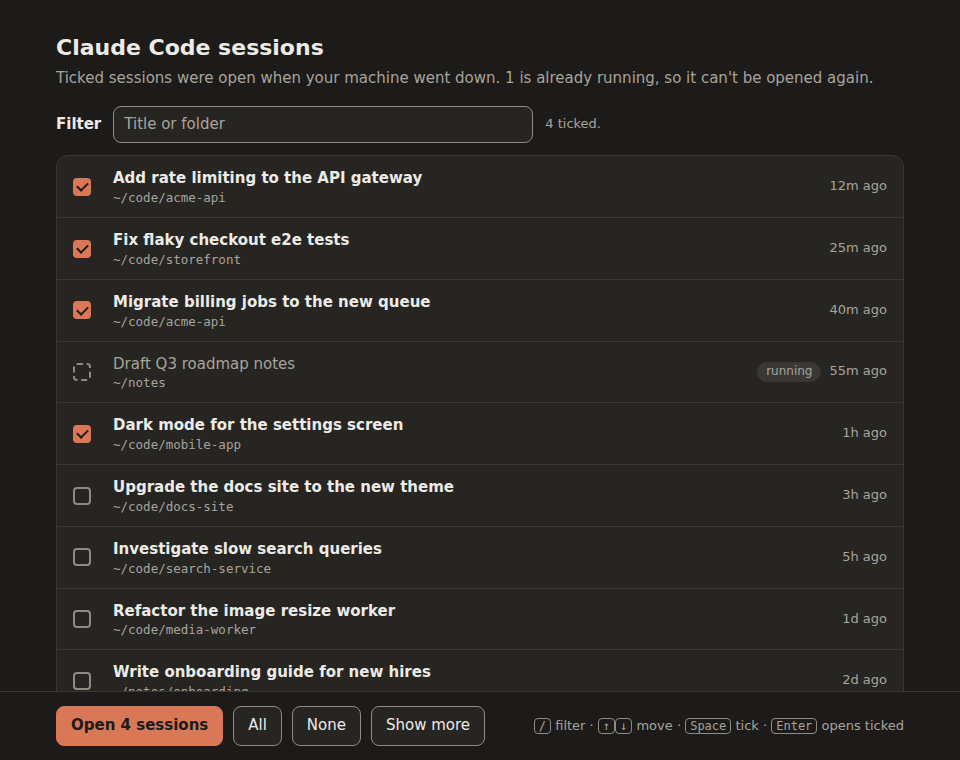 Claude Code sessions
Ticked sessions were open when your machine went down. 1 is already running, so it can't be opened again.
Filter Title or folder 4 ticked.
Add rate limiting to the API gateway
~/code/acme-api
12m ago
Fix flaky checkout e2e tests
~/code/storefront
25m ago
Migrate billing jobs to the new queue
~/code/acme-api
40m ago
Draft Q3 roadmap notes
~/notes
running 55m ago
Dark mode for the settings screen
~/code/mobile-app
1h ago
Upgrade the docs site to the new theme
~/code/docs-site
3h ago
Investigate slow search queries
~/code/search-service
5h ago
Refactor the image resize worker
~/code/media-worker
1d ago
Write onboarding guide for new hires
~/notes/onboarding
2d ago
Open 4 sessions All None Show more / filter · ↑ ↓ move · Space tick · Enter opens ticked